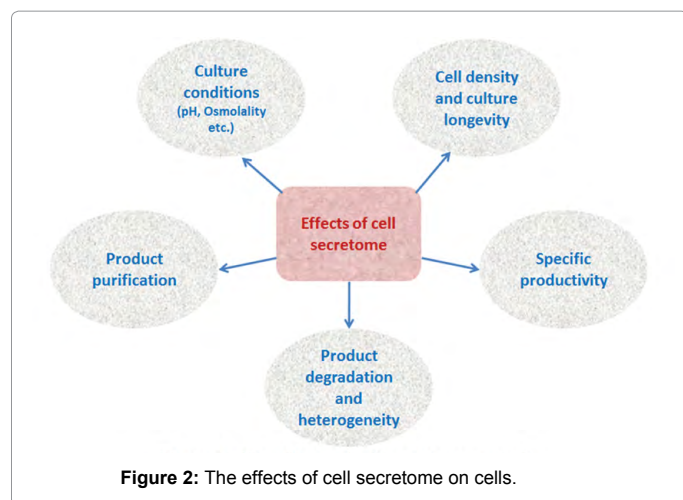 Culture
conditions
(pH, Osmolality
etc.)
Cell density
and culture
longevity
Effects of cell
secretome
Product
purification
Specific
productivity
Product
degradation
and
heterogeneity
Figure 2: The effects of cell secretome on cells.